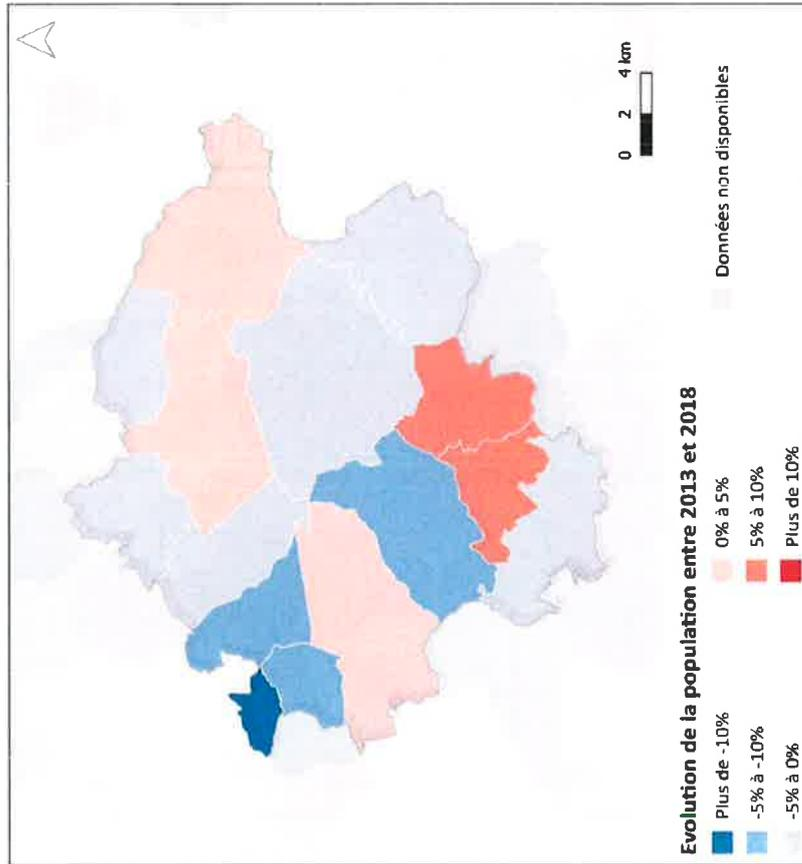 0 2 4 km
Evolution de la population entre 2013 et 2018
Plus de -10%
-5% à -10%
-5% à 0%
0% à 5%
5% à 10%
Plus de 10%
Données non disponibles